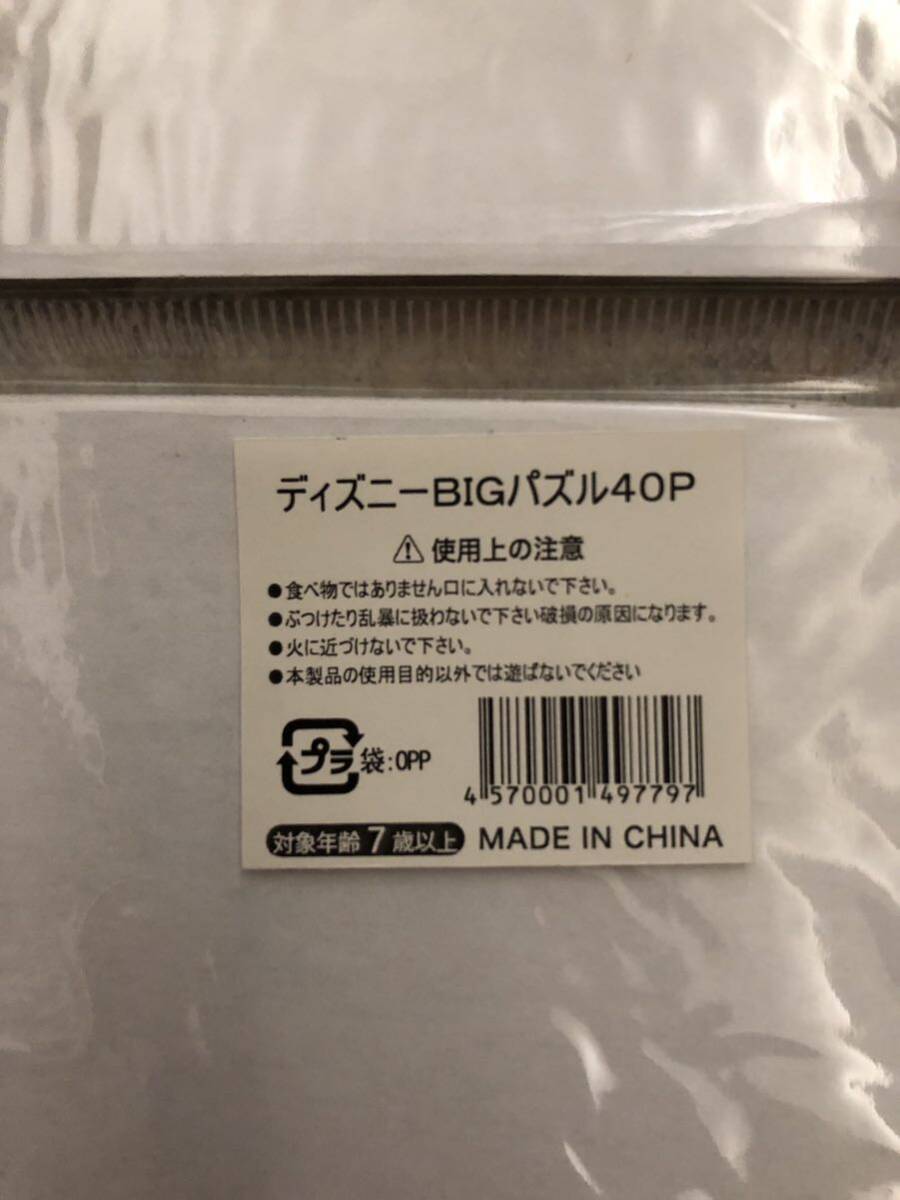 ディズニーBIGパズル40P
⚠使用上の注意
●食べ物ではありません口に入れないで下さい。
●ぶつけたり乱暴に扱わないで下さい破損の原因になります。
●火に近づけないで下さい。
●本製品の使用目的以外では遊ばないでください
プラ 袋:OPP
4 570001 497797
対象年齢7歳以上 MADE IN CHINA